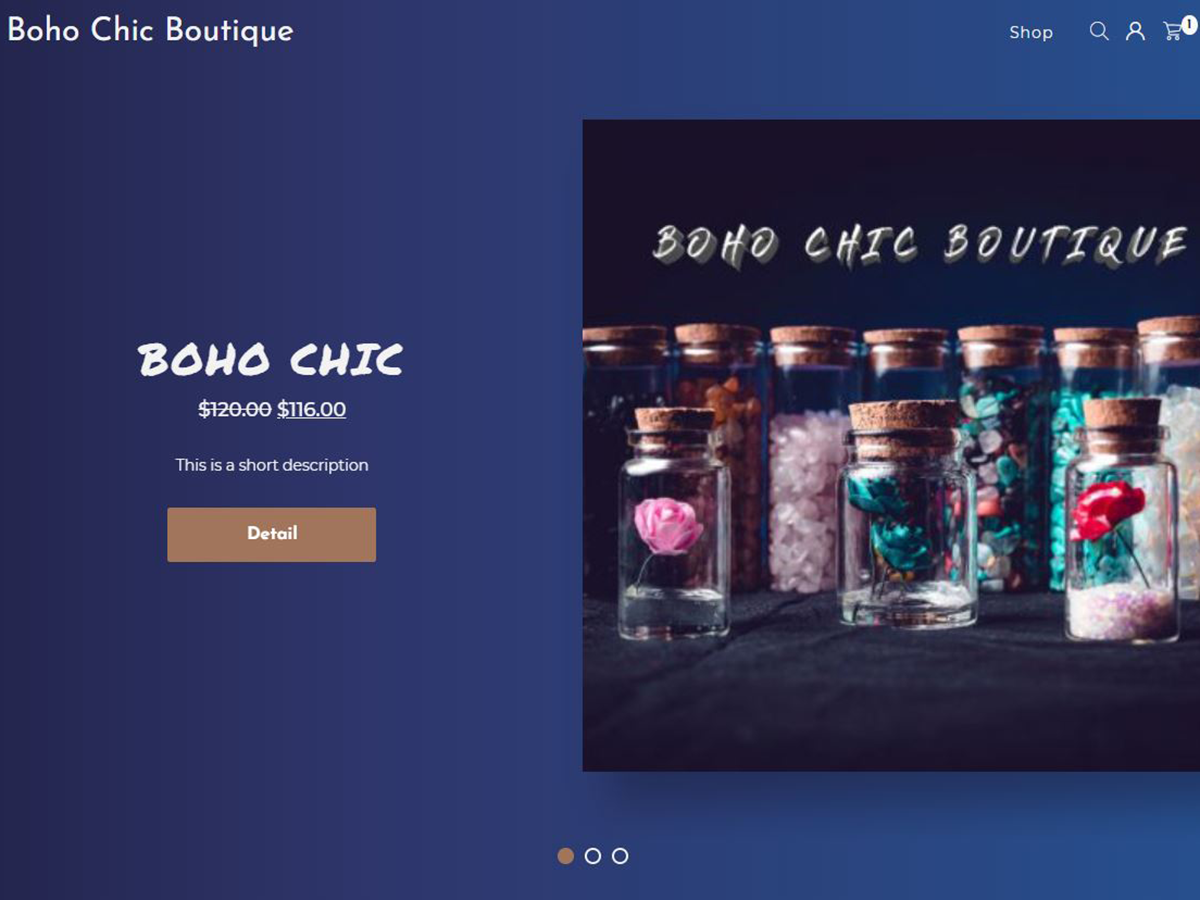 Boho Chic Boutique
Shop
1
BOHO CHIC BOUTIQUE
BOHO CHIC
$120.00 $116.00
This is a short description
Detail